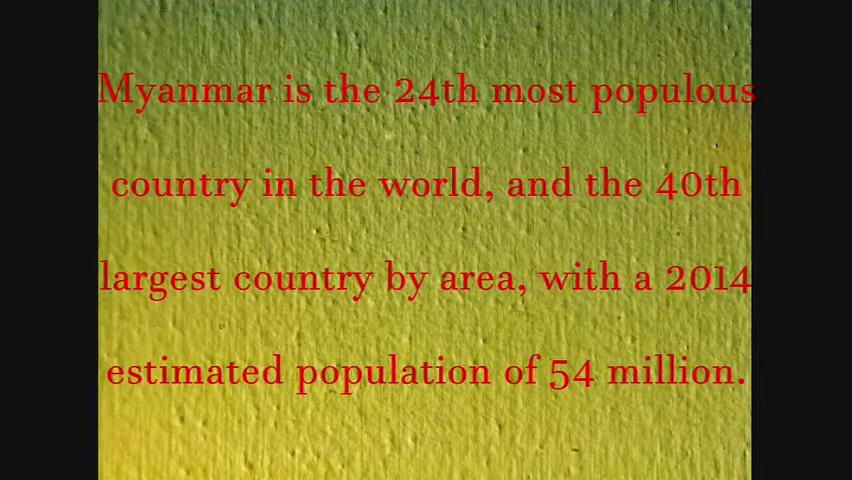 Myanmar is the 24th most populous
country in the world, and the 40th
largest country by area, with a 2014
estimated population of 54 million.